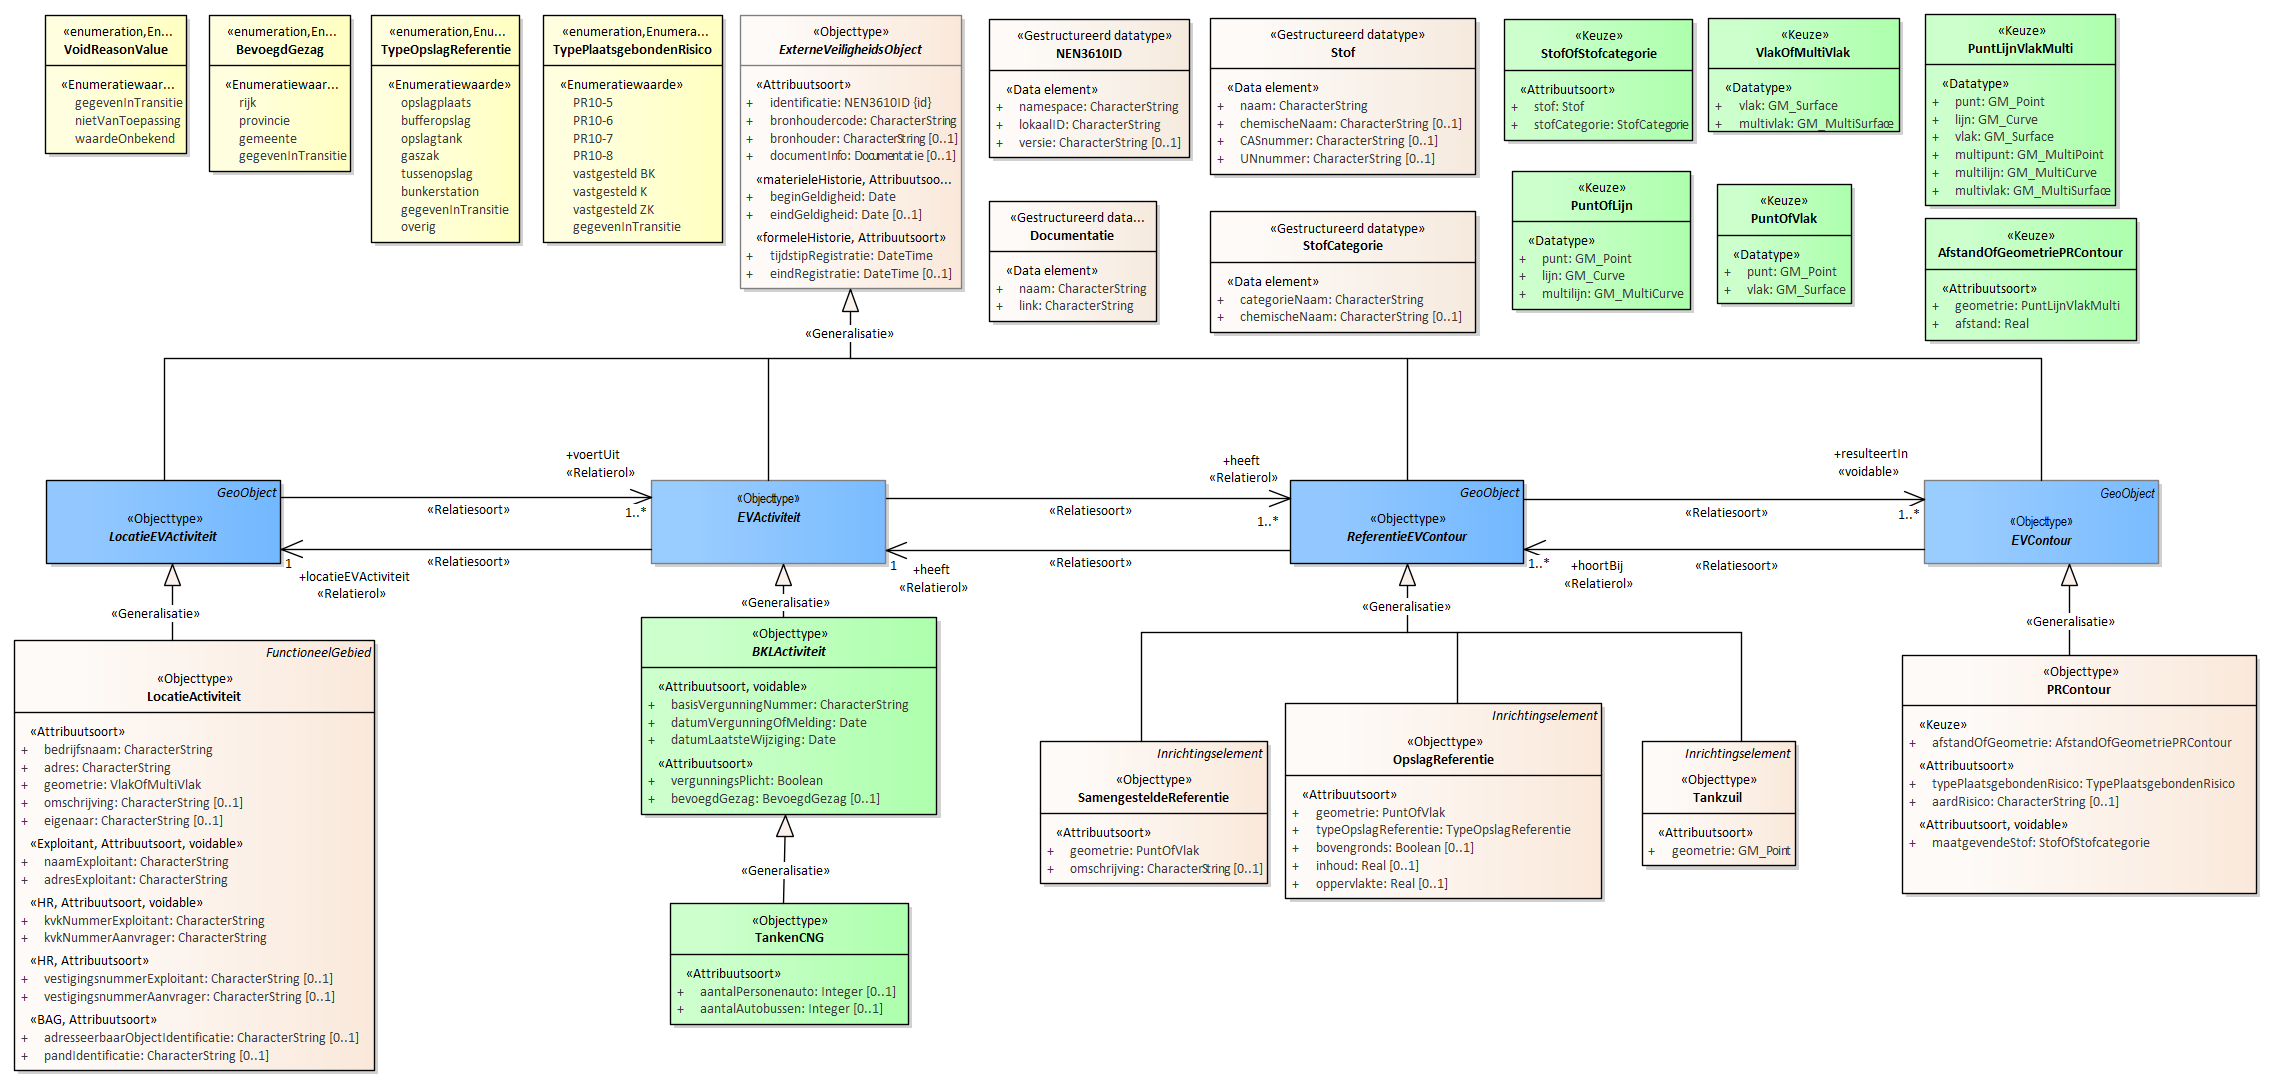 «enumeration,En...
VoidReasonValue
«Enumeratiewaar...
gegevenInTransitie
nietVanToepassing
waardeOnbekend
«enumeration,En...
BevoegdGezag
«Enumeratiewaar...
+ rijk
+ provincie
+ gemeente
+ gegevenInTransitie
«enumeration,Enu...
TypeOpslagReferentie
«Enumeratiewaarde»
opslagplaats
bufferopslag
opslagtank
gaszak
tussenopslag
bunkerstation
gegevenInTransitie
overig
«enumeration,Enumera...
TypePlaatsgebondenRisico
«Enumeratiewaarde»
PR10-5
PR10-6
PR10-7
PR10-8
vastgesteld BK
vastgesteld K
vastgesteld ZK
gegevenInTransitie
«Objecttype»
ExterneVeiligheidsObject
«Attribuutsoort»
+ identificatie: NEN3610ID {id}
+ bronhoudercode: CharacterString
+ bronhouder: CharacterString [0..1]
+ documentInfo: Documentatie [0..1]
«materieleHistorie, Attribuutsoo...
+ beginGeldigheid: Date
+ eindGeldigheid: Date [0..1]
«formeleHistorie, Attribuutsoort»
+ tijdstipRegistratie: DateTime
+ eindRegistratie: DateTime [0..1]
«Gestructureerd datatype»
NEN3610ID
«Data element»
+ namespace: CharacterString
+ lokaalID: CharacterString
+ versie: CharacterString [0..1]
«Gestructureerd data...
Documentatie
«Data element»
+ naam: CharacterString
+ link: CharacterString
«Gestructureerd datatype»
Stof
«Data element»
+ naam: CharacterString
+ chemischeNaam: CharacterString [0..1]
+ CASnummer: CharacterString [0..1]
+ UNnummer: CharacterString [0..1]
«Gestructureerd datatype»
StofCategorie
«Data element»
+ categorieNaam: CharacterString
+ chemischeNaam: CharacterString [0..1]
«Keuze»
StofOfStofcategorie
«Attribuutsoort»
+ stof: Stof
+ stofCategorie: StofCategorie
«Keuze»
VlakOfMultiVlak
«Datatype»
+ vlak: GM_Surface
+ multivlak: GM_MultiSurface
«Keuze»
PuntOfLijn
«Datatype»
+ punt: GM_Point
+ lijn: GM_Curve
+ multilijn: GM_MultiCurve
«Keuze»
PuntOfVlak
«Datatype»
+ punt: GM_Point
+ vlak: GM_Surface
«Keuze»
PuntLijnVlakMulti
«Datatype»
+ punt: GM_Point
+ lijn: GM_Curve
+ vlak: GM_Surface
+ multipunt: GM_MultiPoint
+ multilijn: GM_MultiCurve
+ multivlak: GM_MultiSurface
«Keuze»
AfstandOfGeometriePRContour
«Attribuutsoort»
+ geometrie: PuntLijnVlakMulti
+ afstand: Real
«Generalisatie»
GeoObject
«Objecttype»
LocatieEVActiviteit
+voertUit
«Relatierol»
«Relatiesoort»
1..*
«Relatiesoort»
1
+locatieEVActiviteit
«Relatierol»
«Objecttype»
EVActiviteit
+heeft
«Relatierol»
«Relatiesoort»
1..*
«Relatiesoort»
1
+heeft
«Relatierol»
GeoObject
«Objecttype»
ReferentieEVContour
+resulteertIn
«voidable»
«Relatiesoort»
1..*
«Relatiesoort»
1..*
+hoortBij
«Relatierol»
GeoObject
«Objecttype»
EVContour
«Generalisatie»
«Generalisatie»
«Generalisatie»
«Generalisatie»
FunctioneelGebied
«Objecttype»
LocatieActiviteit
«Attribuutsoort»
+ bedrijfsnaam: CharacterString
+ adres: CharacterString
+ geometrie: VlakOfMultiVlak
+ omschrijving: CharacterString [0..1]
+ eigenaar: CharacterString [0..1]
«Exploitant, Attribuutsoort, voidable»
+ naamExploitant: CharacterString
+ adresExploitant: CharacterString
«HR, Attribuutsoort, voidable»
+ kvkNummerExploitant: CharacterString
+ kvkNummerAanvrager: CharacterString
«HR, Attribuutsoort»
+ vestigingsnummerExploitant: CharacterString [0..1]
+ vestigingsnummerAanvrager: CharacterString [0..1]
«BAG, Attribuutsoort»
+ adresseerbaarObjectIdentificatie: CharacterString [0..1]
+ pandIdentificatie: CharacterString [0..1]
«Objecttype»
BKLActiviteit
«Attribuutsoort, voidable»
+ basisVergunningNummer: CharacterString
+ datumVergunningOfMelding: Date
+ datumLaatsteWijziging: Date
«Attribuutsoort»
+ vergunningsPlicht: Boolean
+ bevoegdGezag: BevoegdGezag [0..1]
«Generalisatie»
«Objecttype»
TankenCNG
«Attribuutsoort»
+ aantalPersonenauto: Integer [0..1]
+ aantalAutobussen: Integer [0..1]
Inrichtingselement
«Objecttype»
SamengesteldeReferentie
«Attribuutsoort»
+ geometrie: PuntOfVlak
+ omschrijving: CharacterString [0..1]
Inrichtingselement
«Objecttype»
OpslagReferentie
«Attribuutsoort»
+ geometrie: PuntOfVlak
+ typeOpslagReferentie: TypeOpslagReferentie
+ bovengronds: Boolean [0..1]
+ inhoud: Real [0..1]
+ oppervlakte: Real [0..1]
Inrichtingselement
«Objecttype»
Tankzuil
«Attribuutsoort»
+ geometrie: GM_Point
«Objecttype»
PRContour
«Keuze»
+ afstandOfGeometrie: AfstandOfGeometriePRContour
«Attribuutsoort»
+ typePlaatsgebondenRisico: TypePlaatsgebondenRisico
+ aardRisico: CharacterString [0..1]
«Attribuutsoort, voidable»
+ maatgevendeStof: StofOfStofcategorie